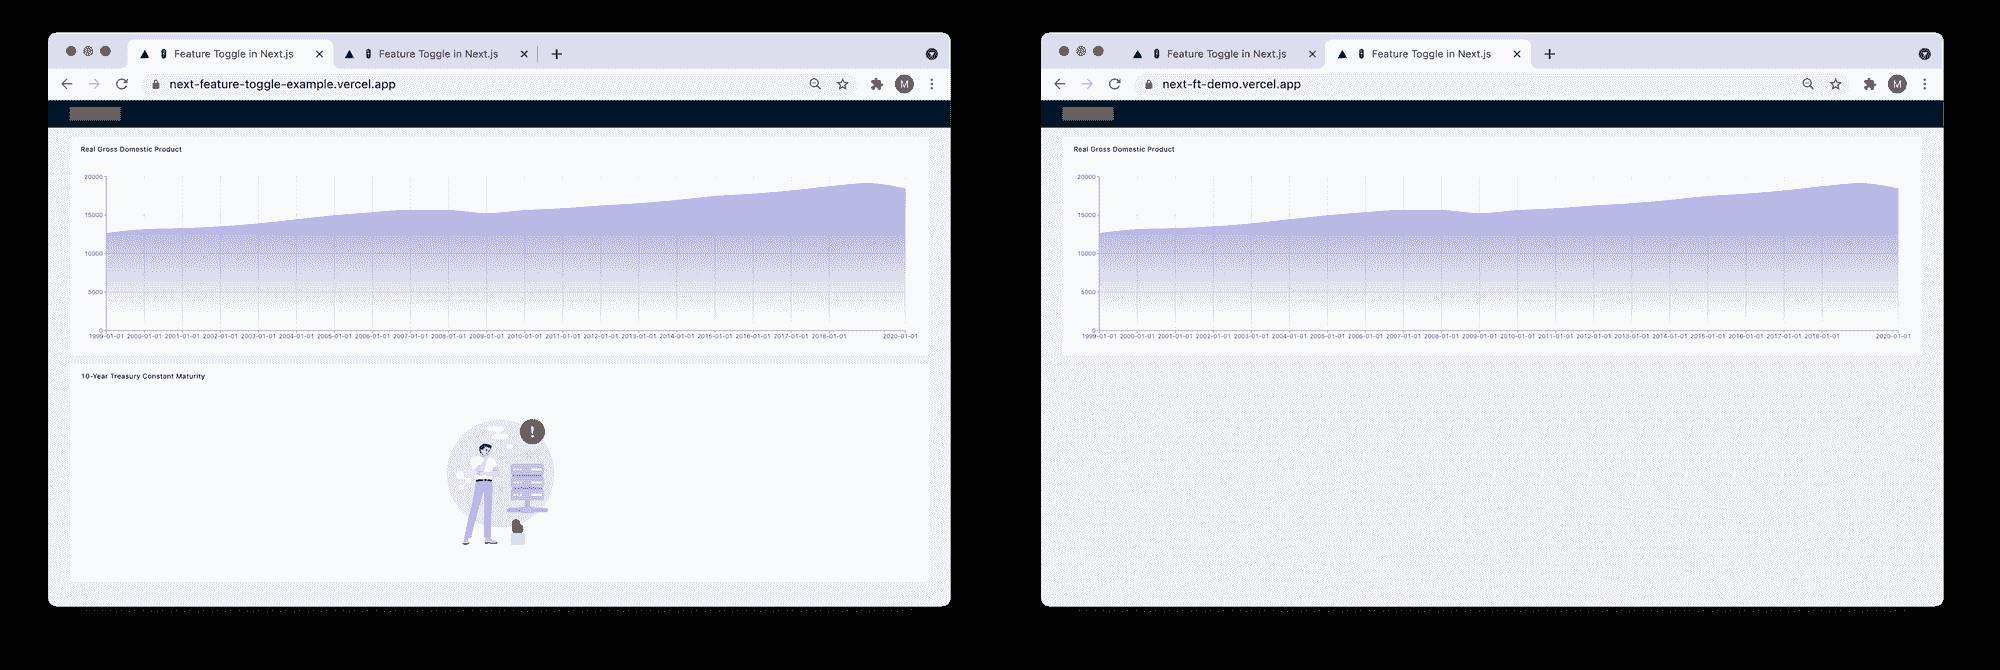 Feature Toggle in Next.js
Feature Toggle in Next.js
next-feature-toggle-example.vercel.app
M
Real Gross Domestic Product
20000
15000
10000
5000
0
1999-01-01 2000-01-01 2001-01-01 2002-01-01 2003-01-01 2004-01-01 2005-01-01 2006-01-01 2007-01-01 2008-01-01 2009-01-01 2010-01-01 2011-01-01 2012-01-01 2013-01-01 2014-01-01 2015-01-01 2016-01-01 2017-01-01 2018-01-01 2020-01-01
10-Year Treasury Constant Maturity
!
Feature Toggle in Next.js
Feature Toggle in Next.js
next-ft-demo.vercel.app
M
Real Gross Domestic Product
20000
15000
10000
5000
0
1999-01-01 2000-01-01 2001-01-01 2002-01-01 2003-01-01 2004-01-01 2005-01-01 2006-01-01 2007-01-01 2008-01-01 2009-01-01 2010-01-01 2011-01-01 2012-01-01 2013-01-01 2014-01-01 2015-01-01 2016-01-01 2017-01-01 2018-01-01 2020-01-01